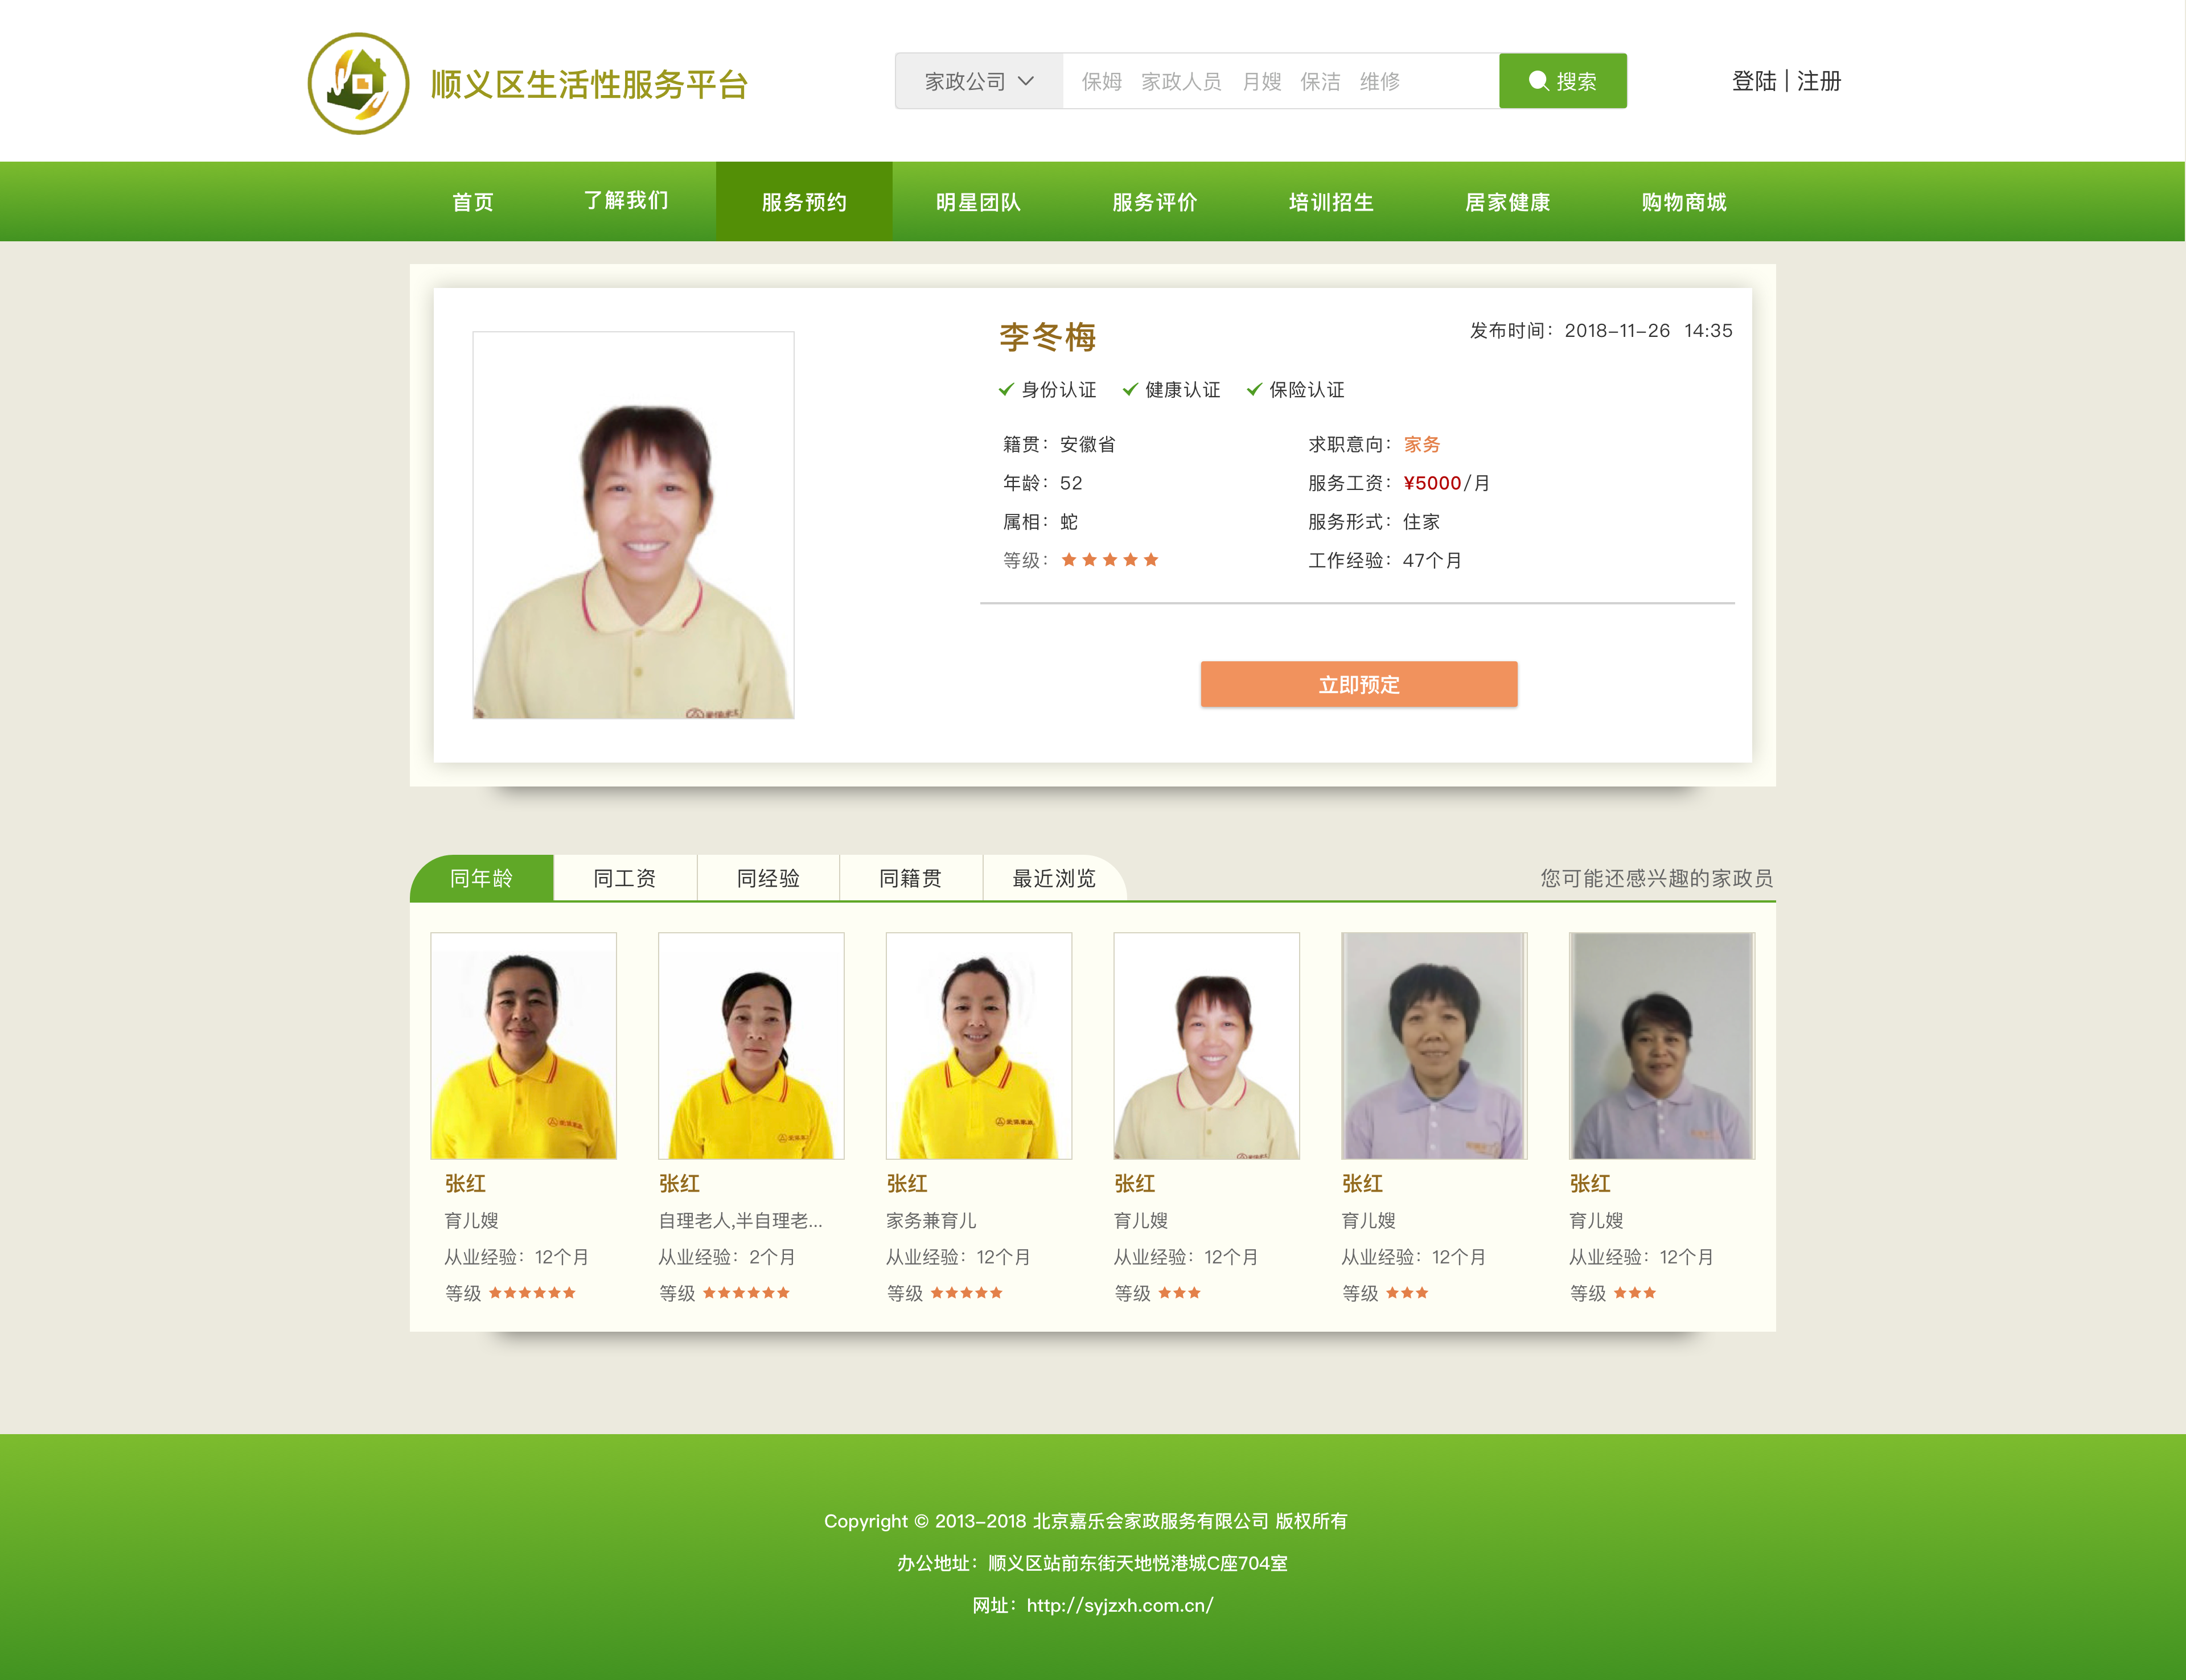 顺义区生活性服务平台
家政公司 保姆 家政人员 月嫂 保洁 维修 搜索
登陆 | 注册
首页 了解我们 服务预约 明星团队 服务评价 培训招生 居家健康 购物商城
李冬梅
发布时间：2018-11-26 14:35
身份认证 健康认证 保险认证
籍贯：安徽省 求职意向：家务
年龄：52 服务工资：¥5000/月
属相：蛇 服务形式：住家
等级： 工作经验：47个月
立即预定
同年龄 同工资 同经验 同籍贯 最近浏览 您可能还感兴趣的家政员
张红 张红 张红 张红 张红 张红
育儿嫂 自理老人,半自理老... 家务兼育儿 育儿嫂 育儿嫂 育儿嫂
从业经验：12个月 从业经验：2个月 从业经验：12个月 从业经验：12个月 从业经验：12个月 从业经验：12个月
等级 等级 等级 等级 等级 等级
Copyright © 2013-2018 北京嘉乐会家政服务有限公司 版权所有
办公地址：顺义区站前东街天地悦港城C座704室
网址：http://syjzxh.com.cn/